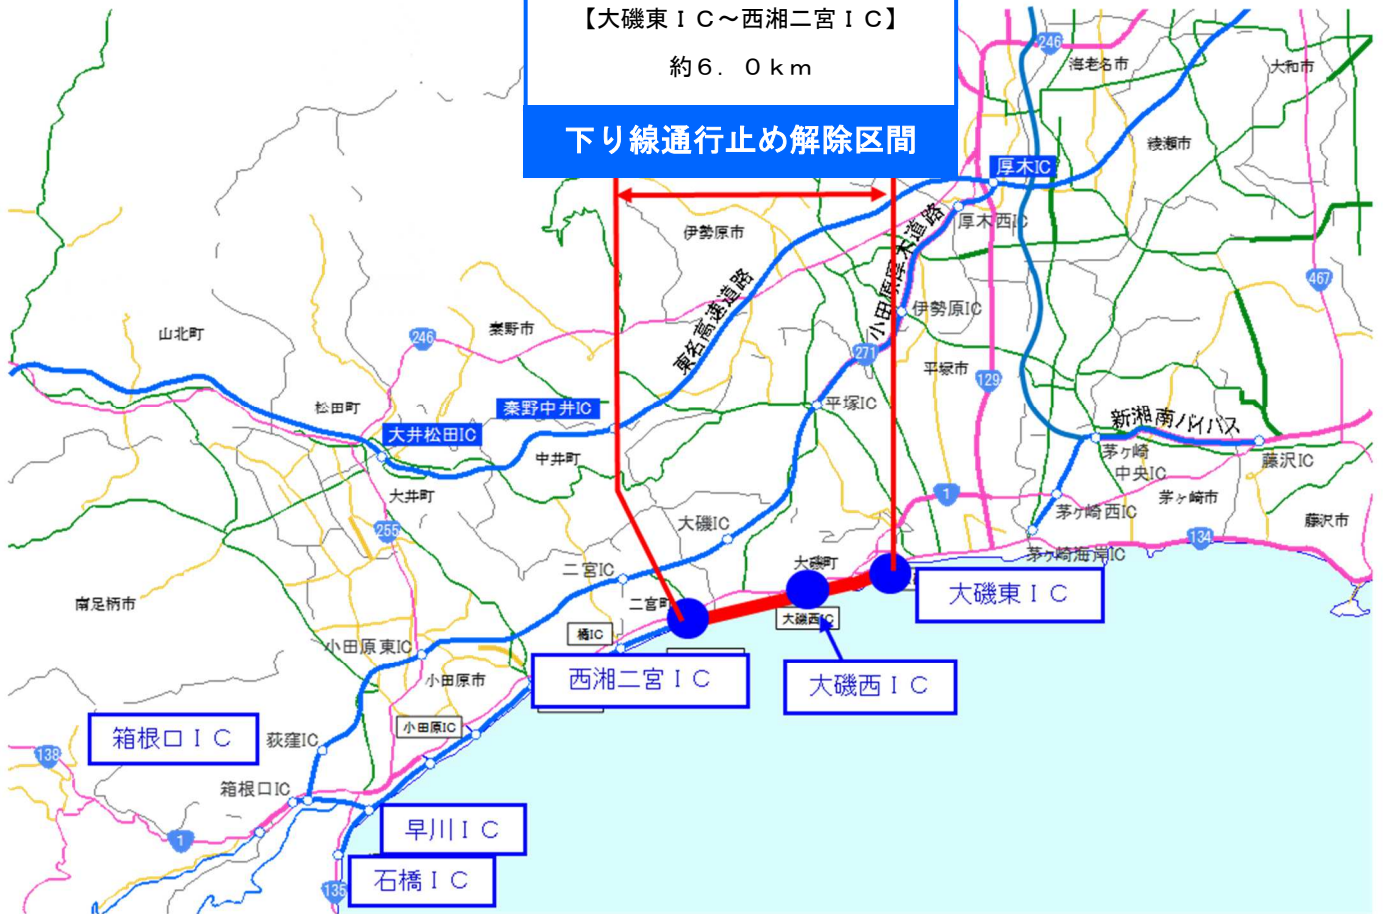 【大磯東ＩＣ～西湘二宮ＩＣ】
約６．０ｋｍ
下り線通行止め解除区間
246
海老名市
大和市
綾瀬市
厚木IC
厚木西IC
伊勢原市
小田原厚木道路
東名高速道路
467
伊勢原IC
山北町
246
秦野市
271
平塚市
129
松田町
秦野中井IC
平塚IC
新湘南バイパス
大井松田IC
中井町
茅ヶ崎
中央IC
藤沢IC
大井町
1
茅ヶ崎西IC
茅ヶ崎市
藤沢市
255
大磯IC
134
茅ヶ崎海岸IC
二宮IC
大磯町
南足柄市
二宮町
大磯東ＩＣ
大磯西IC
橘IC
小田原東IC
小田原市
西湘二宮ＩＣ
大磯西ＩＣ
小田原IC
箱根口ＩＣ
荻窪IC
138
箱根口IC
早川ＩＣ
1
石橋ＩＣ
135